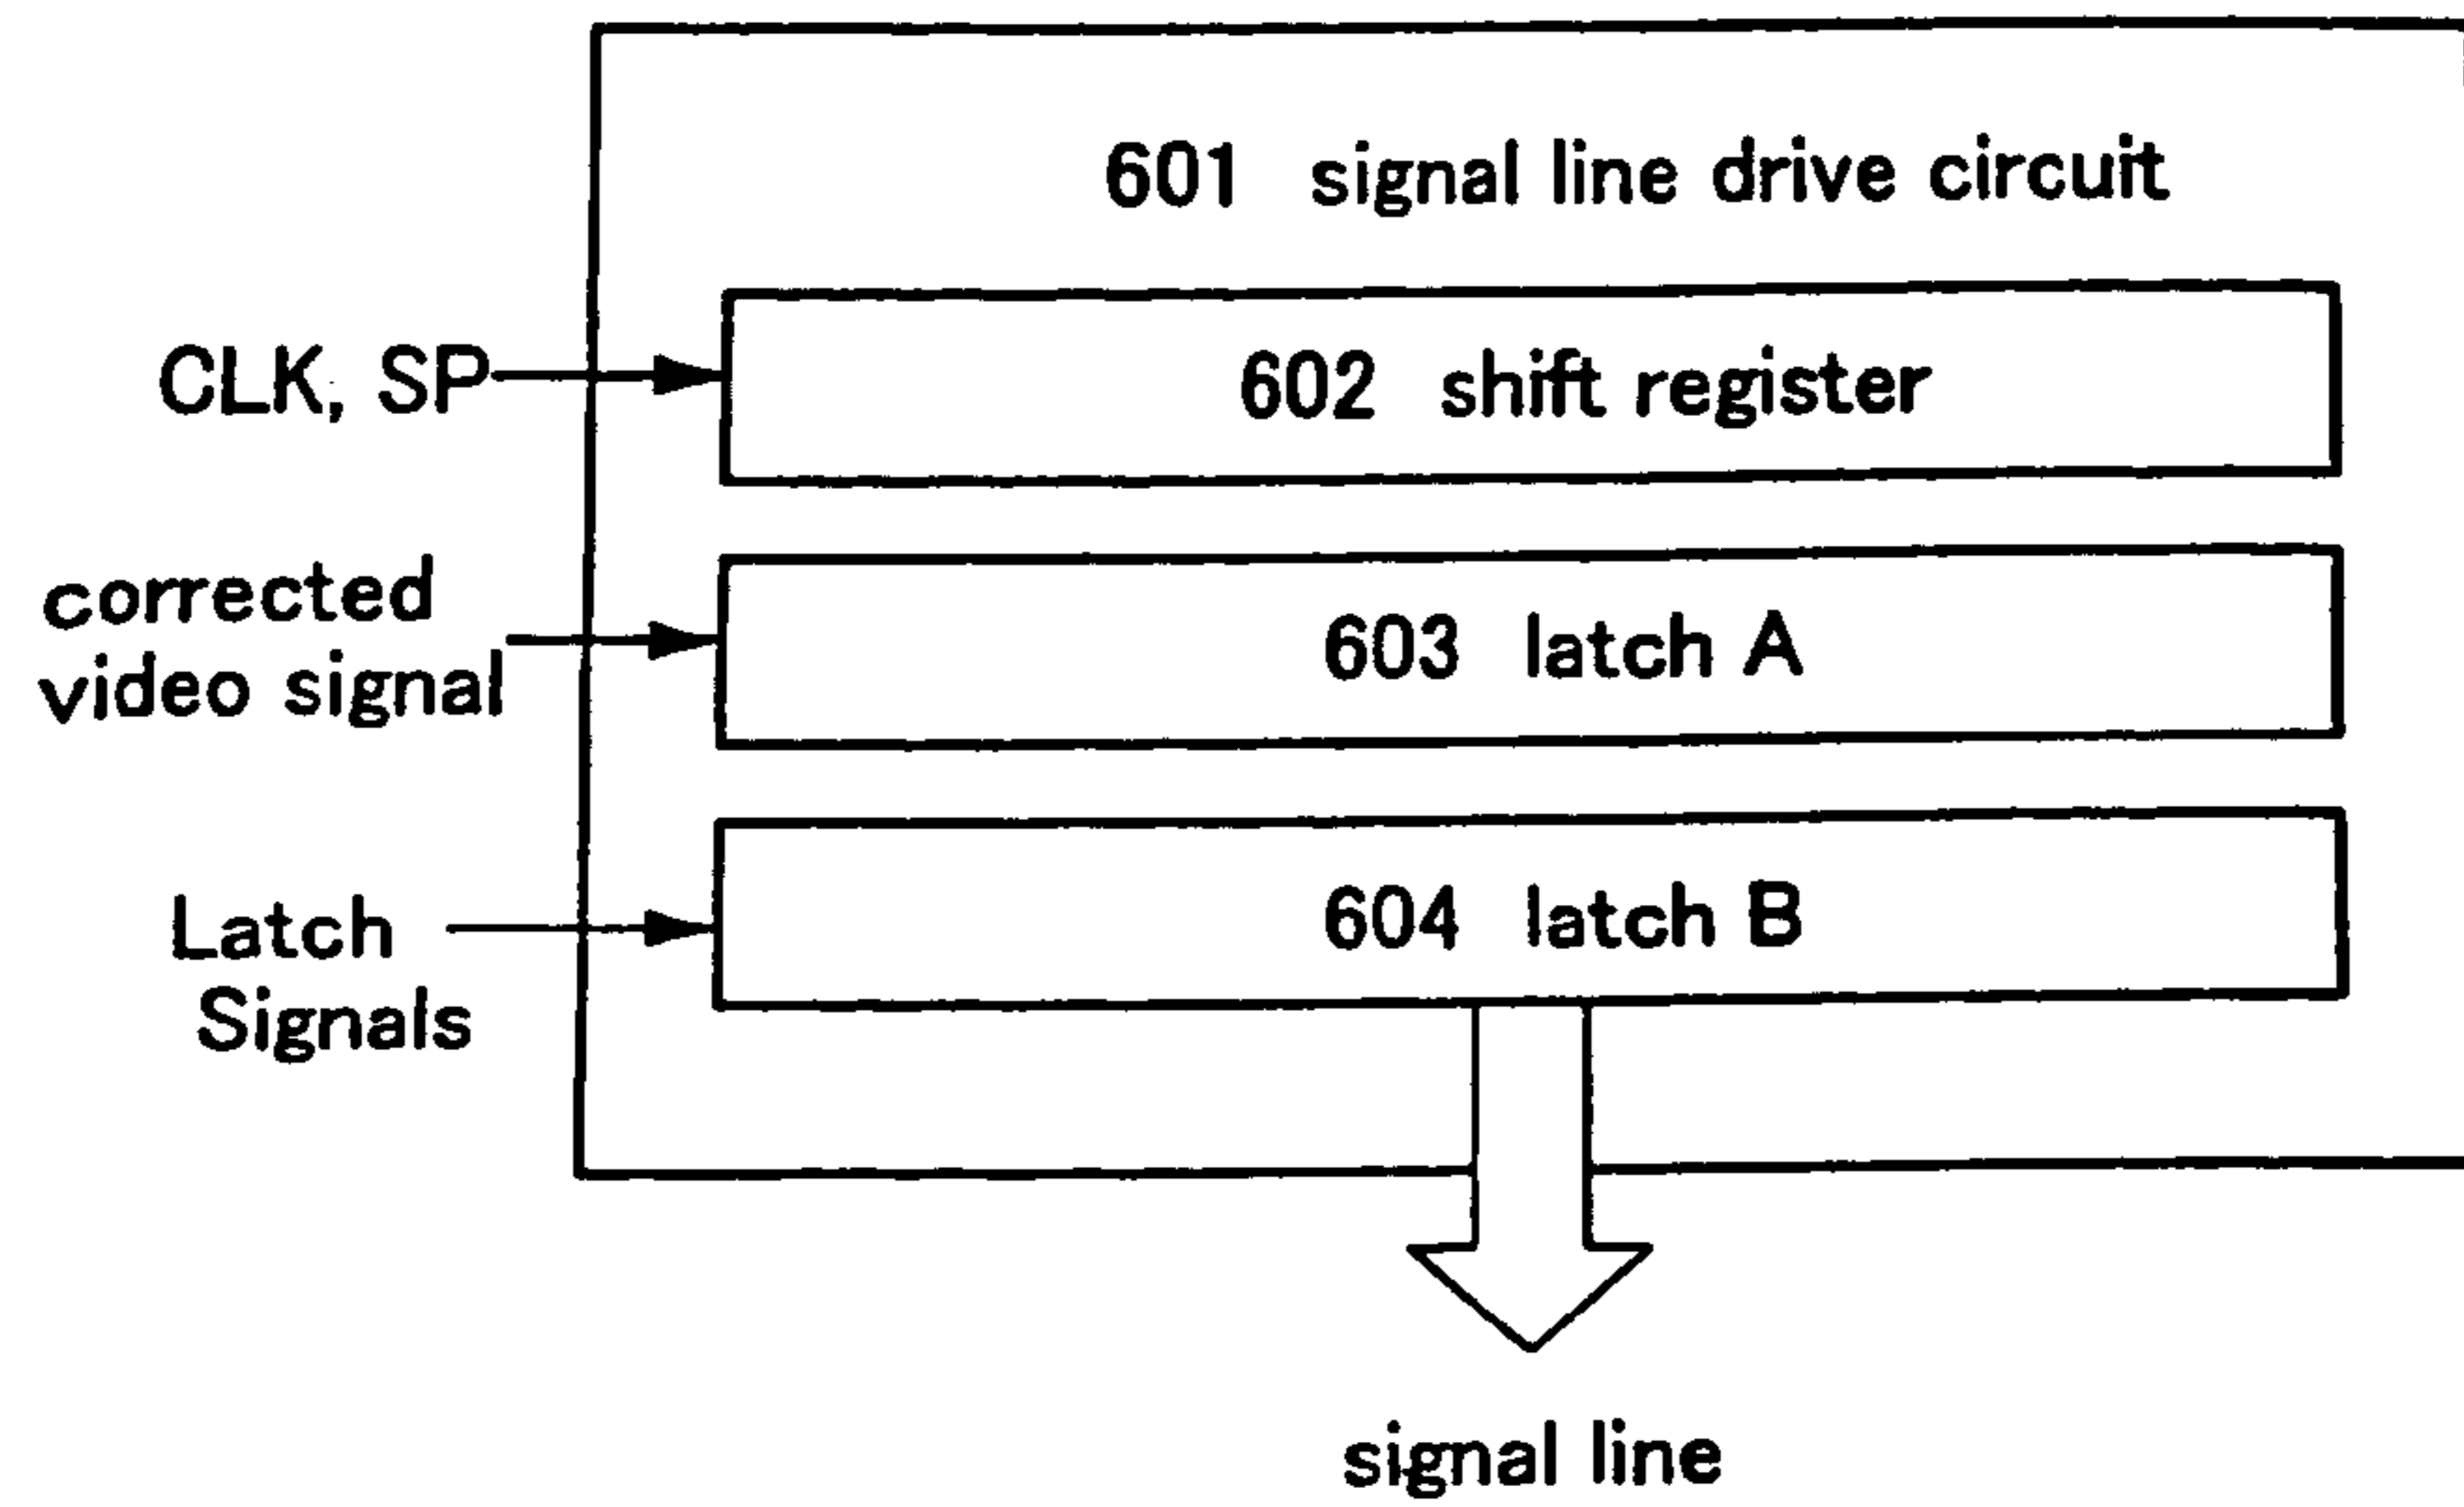 601 signal line drive circuit
CLK, SP
602 shift register
corrected
video signal
603 latch A
Latch
Signals
604 latch B
signal line